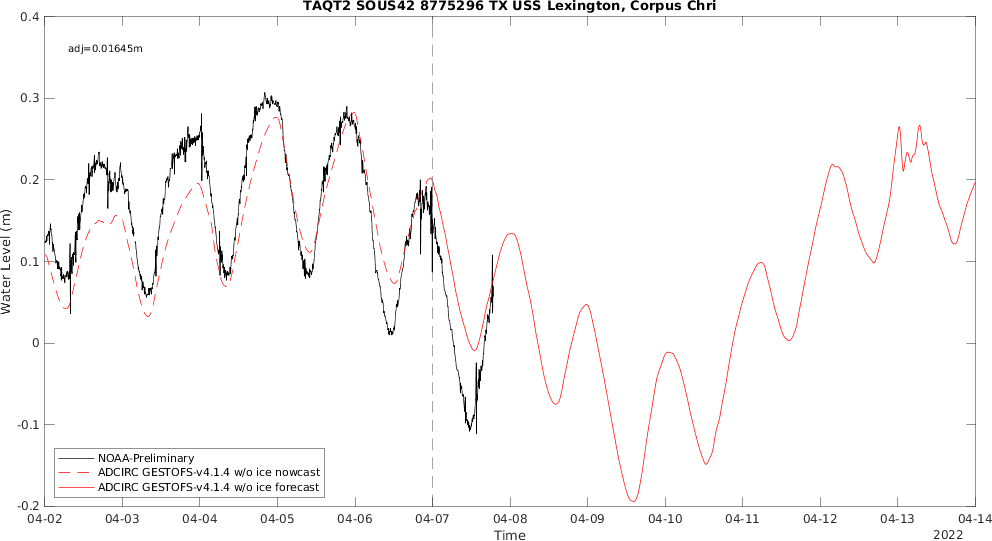 TAQT2 SOUS42 8775296 TX USS Lexington, Corpus Chri
adj=0.01645m
0.4
0.3
0.2
0.1
0
-0.1
-0.2
Water Level (m)
NOAA-Preliminary
ADCIRC GESTOFS-v4.1.4 w/o ice nowcast
ADCIRC GESTOFS-v4.1.4 w/o ice forecast
04-02 04-03 04-04 04-05 04-06 04-07 04-08 04-09 04-10 04-11 04-12 04-13 04-14
Time
2022